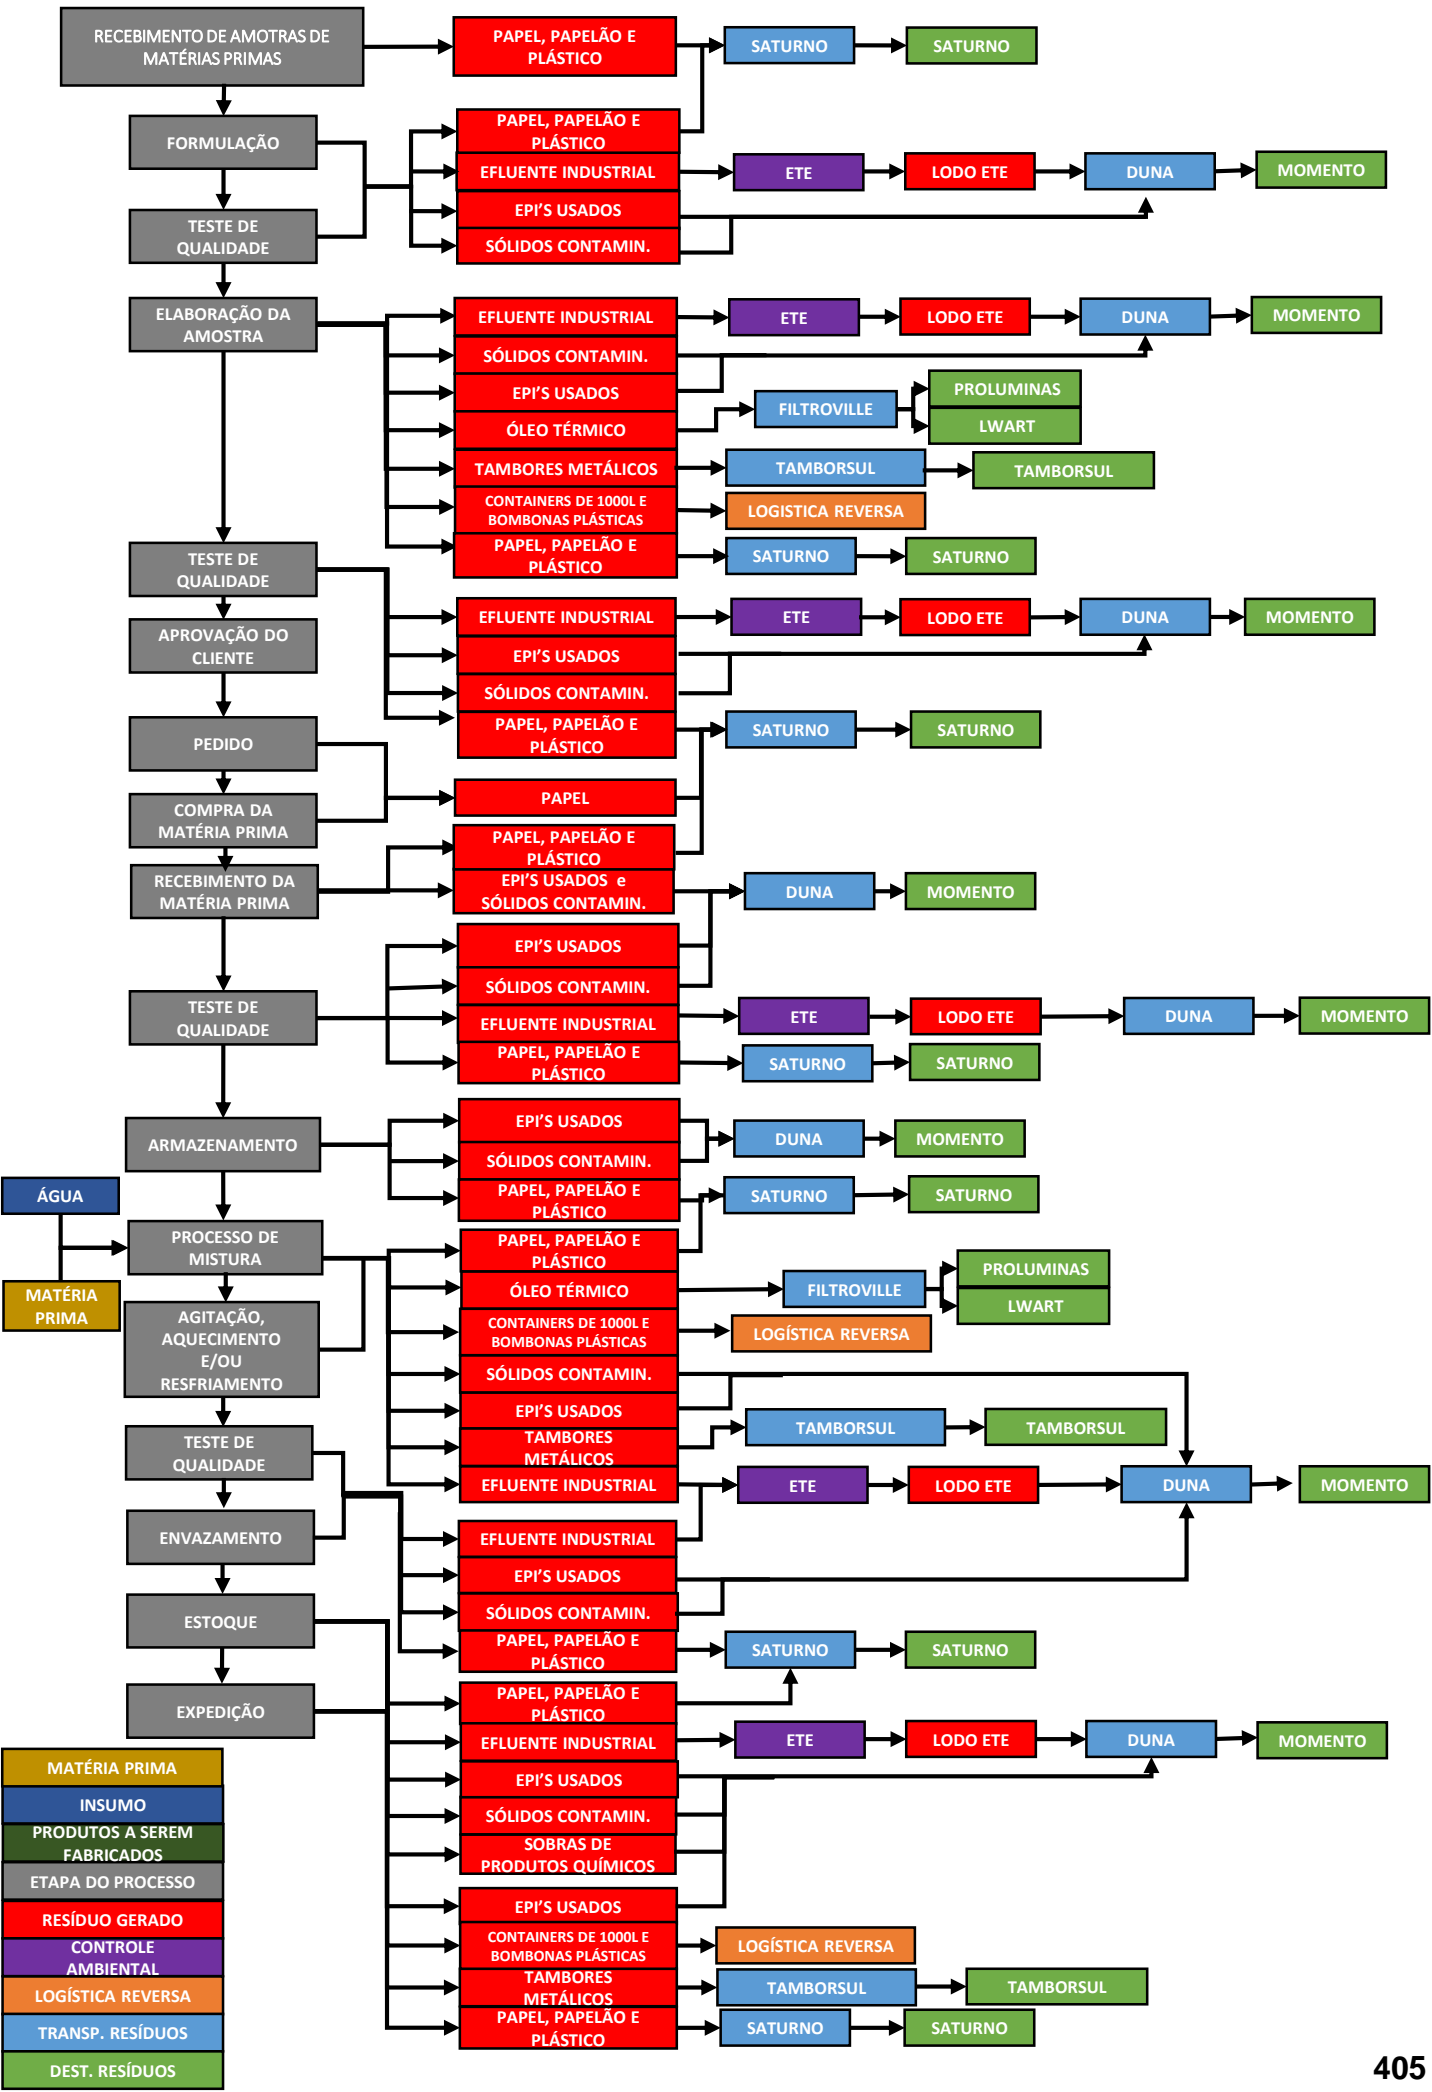 RECEBIMENTO DE AMOTRAS DE
MATÉRIAS PRIMAS
PAPEL, PAPELÃO E
PLÁSTICO
SATURNO
SATURNO
FORMULAÇÃO
PAPEL, PAPELÃO E
PLÁSTICO
EFLUENTE INDUSTRIAL
ETE
LODO ETE
DUNA
MOMENTO
TESTE DE
QUALIDADE
EPI'S USADOS
SÓLIDOS CONTAMIN.
ELABORAÇÃO DA
AMOSTRA
EFLUENTE INDUSTRIAL
ETE
LODO ETE
DUNA
MOMENTO
SÓLIDOS CONTAMIN.
EPI'S USADOS
ÓLEO TÉRMICO
FILTROVILLE
PROLUMINAS
LWART
TAMBORES METÁLICOS
TAMBORSUL
TAMBORSUL
CONTAINERS DE 1000L E
BOMBONAS PLÁSTICAS
LOGISTICA REVERSA
PAPEL, PAPELÃO E
PLÁSTICO
SATURNO
SATURNO
TESTE DE
QUALIDADE
EFLUENTE INDUSTRIAL
ETE
LODO ETE
DUNA
MOMENTO
APROVAÇÃO DO
CLIENTE
EPI'S USADOS
SÓLIDOS CONTAMIN.
PAPEL, PAPELÃO E
PLÁSTICO
SATURNO
SATURNO
PEDIDO
PAPEL
COMPRA DA
MATÉRIA PRIMA
PAPEL, PAPELÃO E
PLÁSTICO
RECEBIMENTO DA
MATÉRIA PRIMA
EPI'S USADOS e
SÓLIDOS CONTAMIN.
DUNA
MOMENTO
EPI'S USADOS
SÓLIDOS CONTAMIN.
TESTE DE
QUALIDADE
EFLUENTE INDUSTRIAL
ETE
LODO ETE
DUNA
MOMENTO
PAPEL, PAPELÃO E
PLÁSTICO
SATURNO
SATURNO
ARMAZENAMENTO
EPI'S USADOS
SÓLIDOS CONTAMIN.
DUNA
MOMENTO
PAPEL, PAPELÃO E
PLÁSTICO
SATURNO
SATURNO
ÁGUA
MATÉRIA
PRIMA
PROCESSO DE
MISTURA
PAPEL, PAPELÃO E
PLÁSTICO
ÓLEO TÉRMICO
FILTROVILLE
PROLUMINAS
LWART
AGITAÇÃO,
AQUECIMENTO
E/OU
RESFRIAMENTO
CONTAINERS DE 1000L E
BOMBONAS PLÁSTICAS
LOGÍSTICA REVERSA
SÓLIDOS CONTAMIN.
EPI'S USADOS
TAMBORES
METÁLICOS
TAMBORSUL
TAMBORSUL
TESTE DE
QUALIDADE
EFLUENTE INDUSTRIAL
ETE
LODO ETE
DUNA
MOMENTO
ENVAZAMENTO
EFLUENTE INDUSTRIAL
EPI'S USADOS
SÓLIDOS CONTAMIN.
ESTOQUE
PAPEL, PAPELÃO E
PLÁSTICO
SATURNO
SATURNO
EXPEDIÇÃO
PAPEL, PAPELÃO E
PLÁSTICO
EFLUENTE INDUSTRIAL
ETE
LODO ETE
DUNA
MOMENTO
EPI'S USADOS
SÓLIDOS CONTAMIN.
SOBRAS DE
PRODUTOS QUÍMICOS
EPI'S USADOS
CONTAINERS DE 1000L E
BOMBONAS PLÁSTICAS
LOGÍSTICA REVERSA
TAMBORES
METÁLICOS
TAMBORSUL
TAMBORSUL
PAPEL, PAPELÃO E
PLÁSTICO
SATURNO
SATURNO
MATÉRIA PRIMA
INSUMO
PRODUTOS A SEREM
FABRICADOS
ETAPA DO PROCESSO
RESÍDUO GERADO
CONTROLE
AMBIENTAL
LOGÍSTICA REVERSA
TRANSP. RESÍDUOS
DEST. RESÍDUOS
405